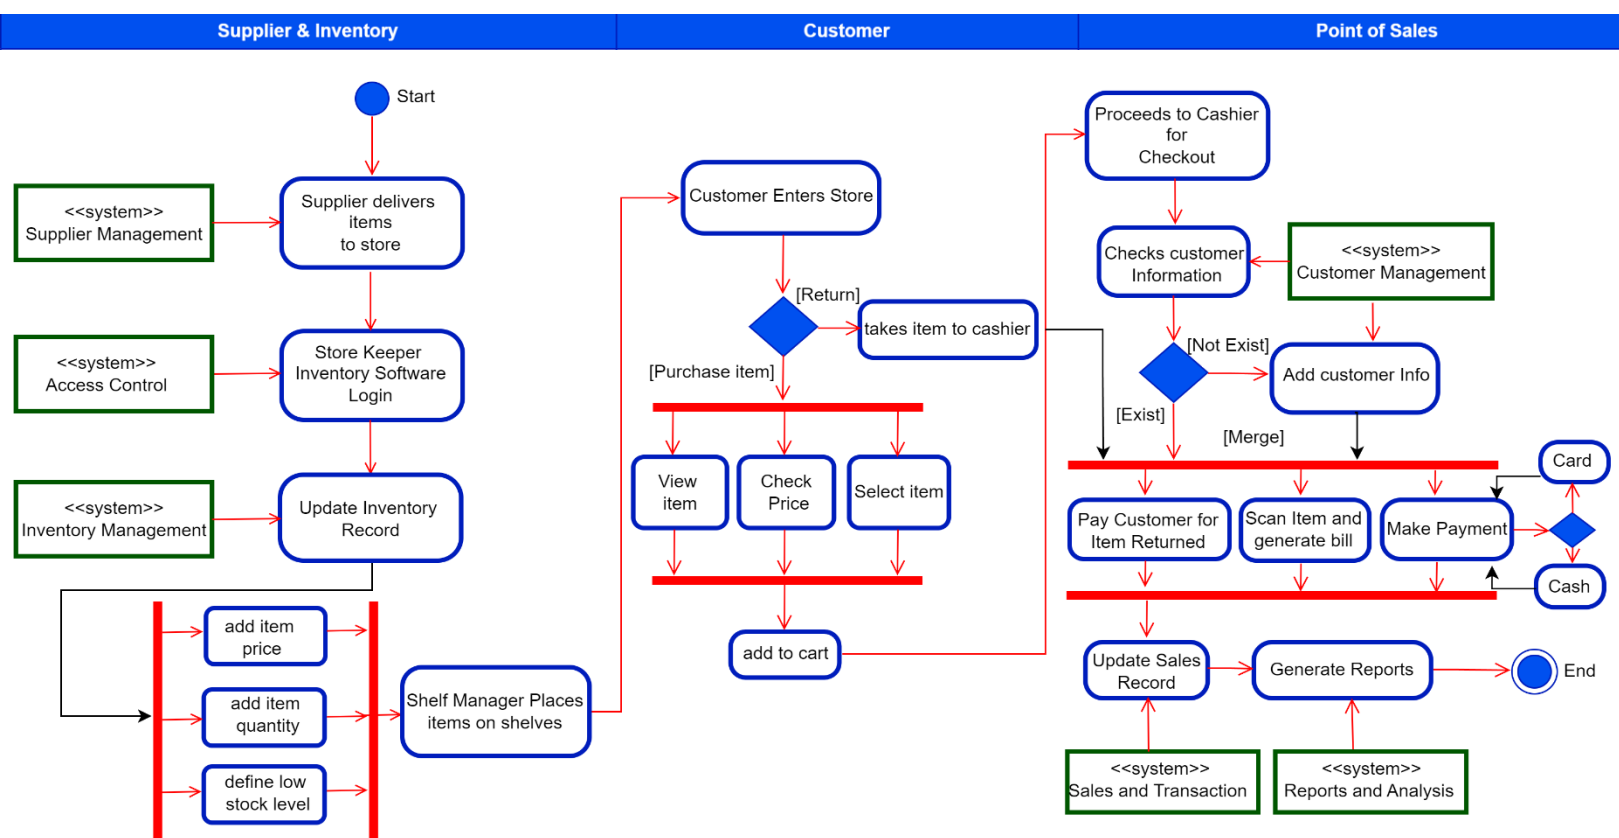 Supplier & Inventory
Customer
Point of Sales
Start
<<system>>
Supplier Management
Supplier delivers
items
to store
<<system>>
Access Control
Store Keeper
Inventory Software
Login
<<system>>
Inventory Management
Update Inventory
Record
add item
price
add item
quantity
define low
stock level
Shelf Manager Places
items on shelves
Customer Enters Store
[Return]
takes item to cashier
[Purchase item]
View
item
Check
Price
Select item
add to cart
Proceeds to Cashier
for
Checkout
Checks customer
Information
<<system>>
Customer Management
[Not Exist]
Add customer Info
[Exist]
[Merge]
Card
Pay Customer for
Item Returned
Scan Item and
generate bill
Make Payment
Cash
Update Sales
Record
Generate Reports
End
<<system>>
Sales and Transaction
<<system>>
Reports and Analysis